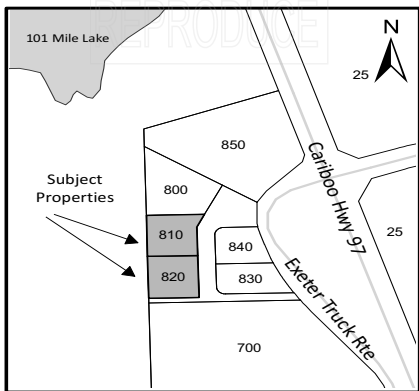 REPRODUCE
101 Mile Lake
N
25
850
Cariboo Hwy 97
Subject
Properties
800
810
840
25
820
830
Exeter Truck Rte
700